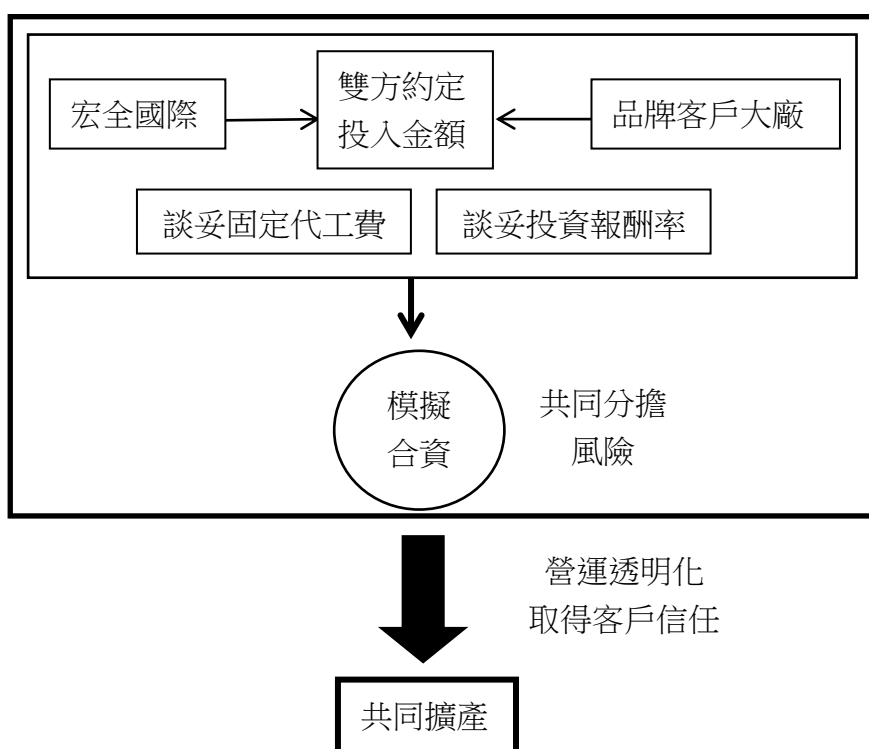 宏全國際
雙方約定
投入金額
品牌客戶大廠
談妥固定代工費
談妥投資報酬率
模擬
合資
共同分擔
風險
營運透明化
取得客戶信任
共同擴產